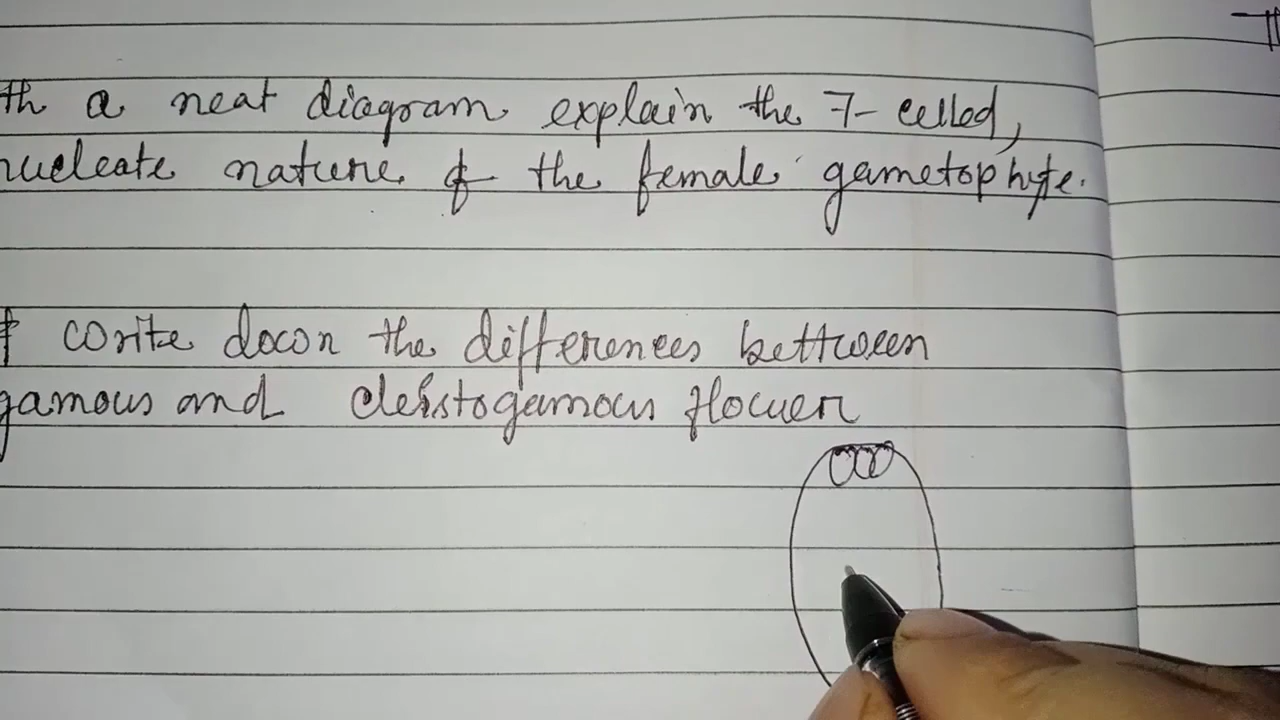 th a neat diagram explain the 7-celled,
nucleate nature of the female gametophyte.
write down the differences bettween
gamous and cleistogamous flower